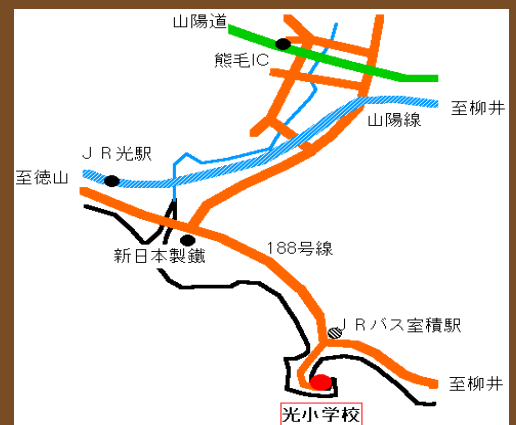 山陽道
熊毛IC
山陽線
至柳井
ＪＲ光駅
至徳山
新日本製鐵
188号線
ＪＲバス室積駅
至柳井
光小学校